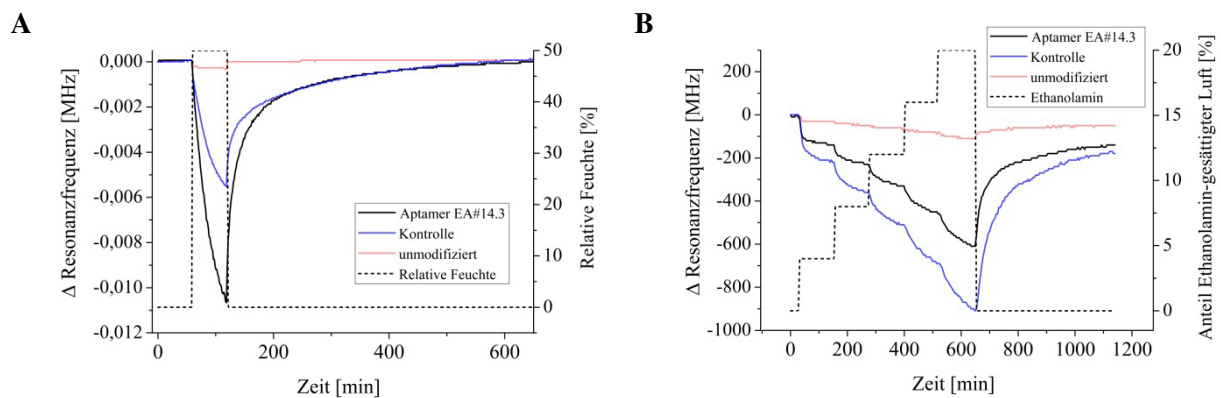 A
Δ Resonanzfrequenz [MHz]
0,000
-0,002
-0,004
-0,006
-0,008
-0,010
-0,012
0
200
400
600
Zeit [min]
50
40
30
20
10
0
Relative Feuchte [%]
Aptamer EA#14.3
Kontrolle
unmodifiziert
Relative Feuchte
B
Δ Resonanzfrequenz [MHz]
200
0
-200
-400
-600
-800
-1000
0
200
400
600
800
1000
1200
Zeit [min]
20
15
10
5
0
Anteil Ethanolamin-gesättigter Luft [%]
Aptamer EA#14.3
Kontrolle
unmodifiziert
Ethanolamin